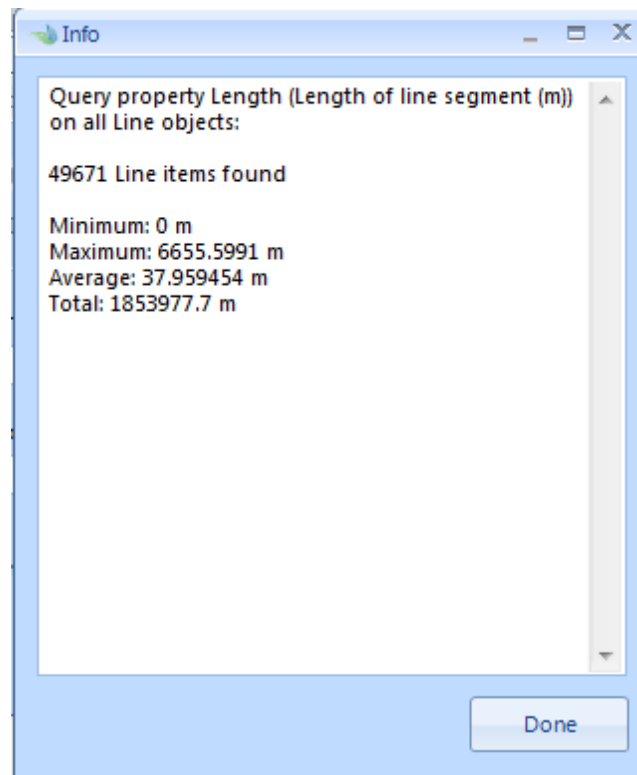 Info
Query property Length (Length of line segment (m))
on all Line objects:
49671 Line items found
Minimum: 0 m
Maximum: 6655.5991 m
Average: 37.959454 m
Total: 1853977.7 m
Done